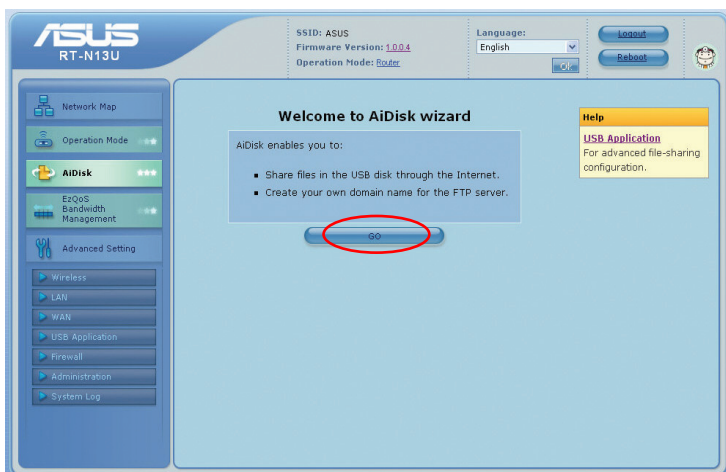 ASUS
RT-N13U
SSID: ASUS
Firmware Version: 1.0.0.4
Operation Mode: Router
Language:
English
Ok
Logout
Reboot
Network Map
Operation Mode
AiDisk
EzQoS
Bandwidth
Management
Advanced Setting
Wireless
LAN
WAN
USB Application
Firewall
Administration
System Log
Welcome to AiDisk wizard
AiDisk enables you to:
Share files in the USB disk through the Internet.
Create your own domain name for the FTP server.
GO
Help
USB Application
For advanced file-sharing
configuration.